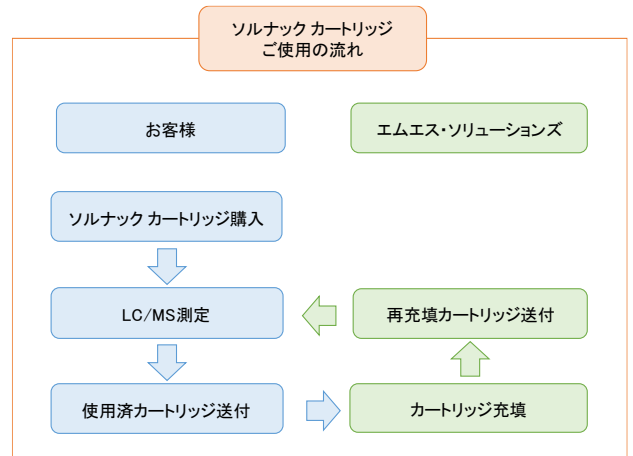 ソルナック カートリッジ
ご使用の流れ
お客様
エムエス・ソリューションズ
ソルナック カートリッジ購入
LC/MS測定
再充填カートリッジ送付
使用済カートリッジ送付
カートリッジ充填